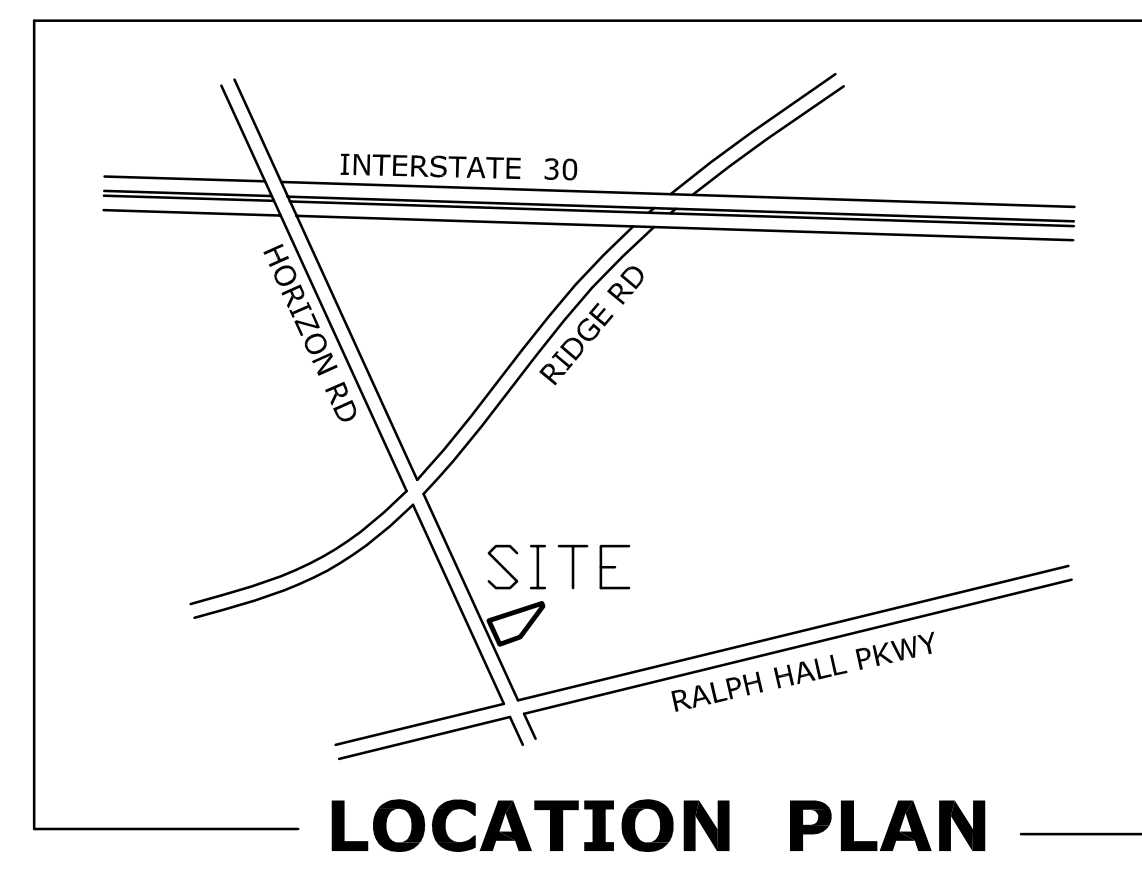 INTERSTATE 30
HORIZON RD
RIDGE RD
SITE
RALPH HALL PKWY
LOCATION PLAN